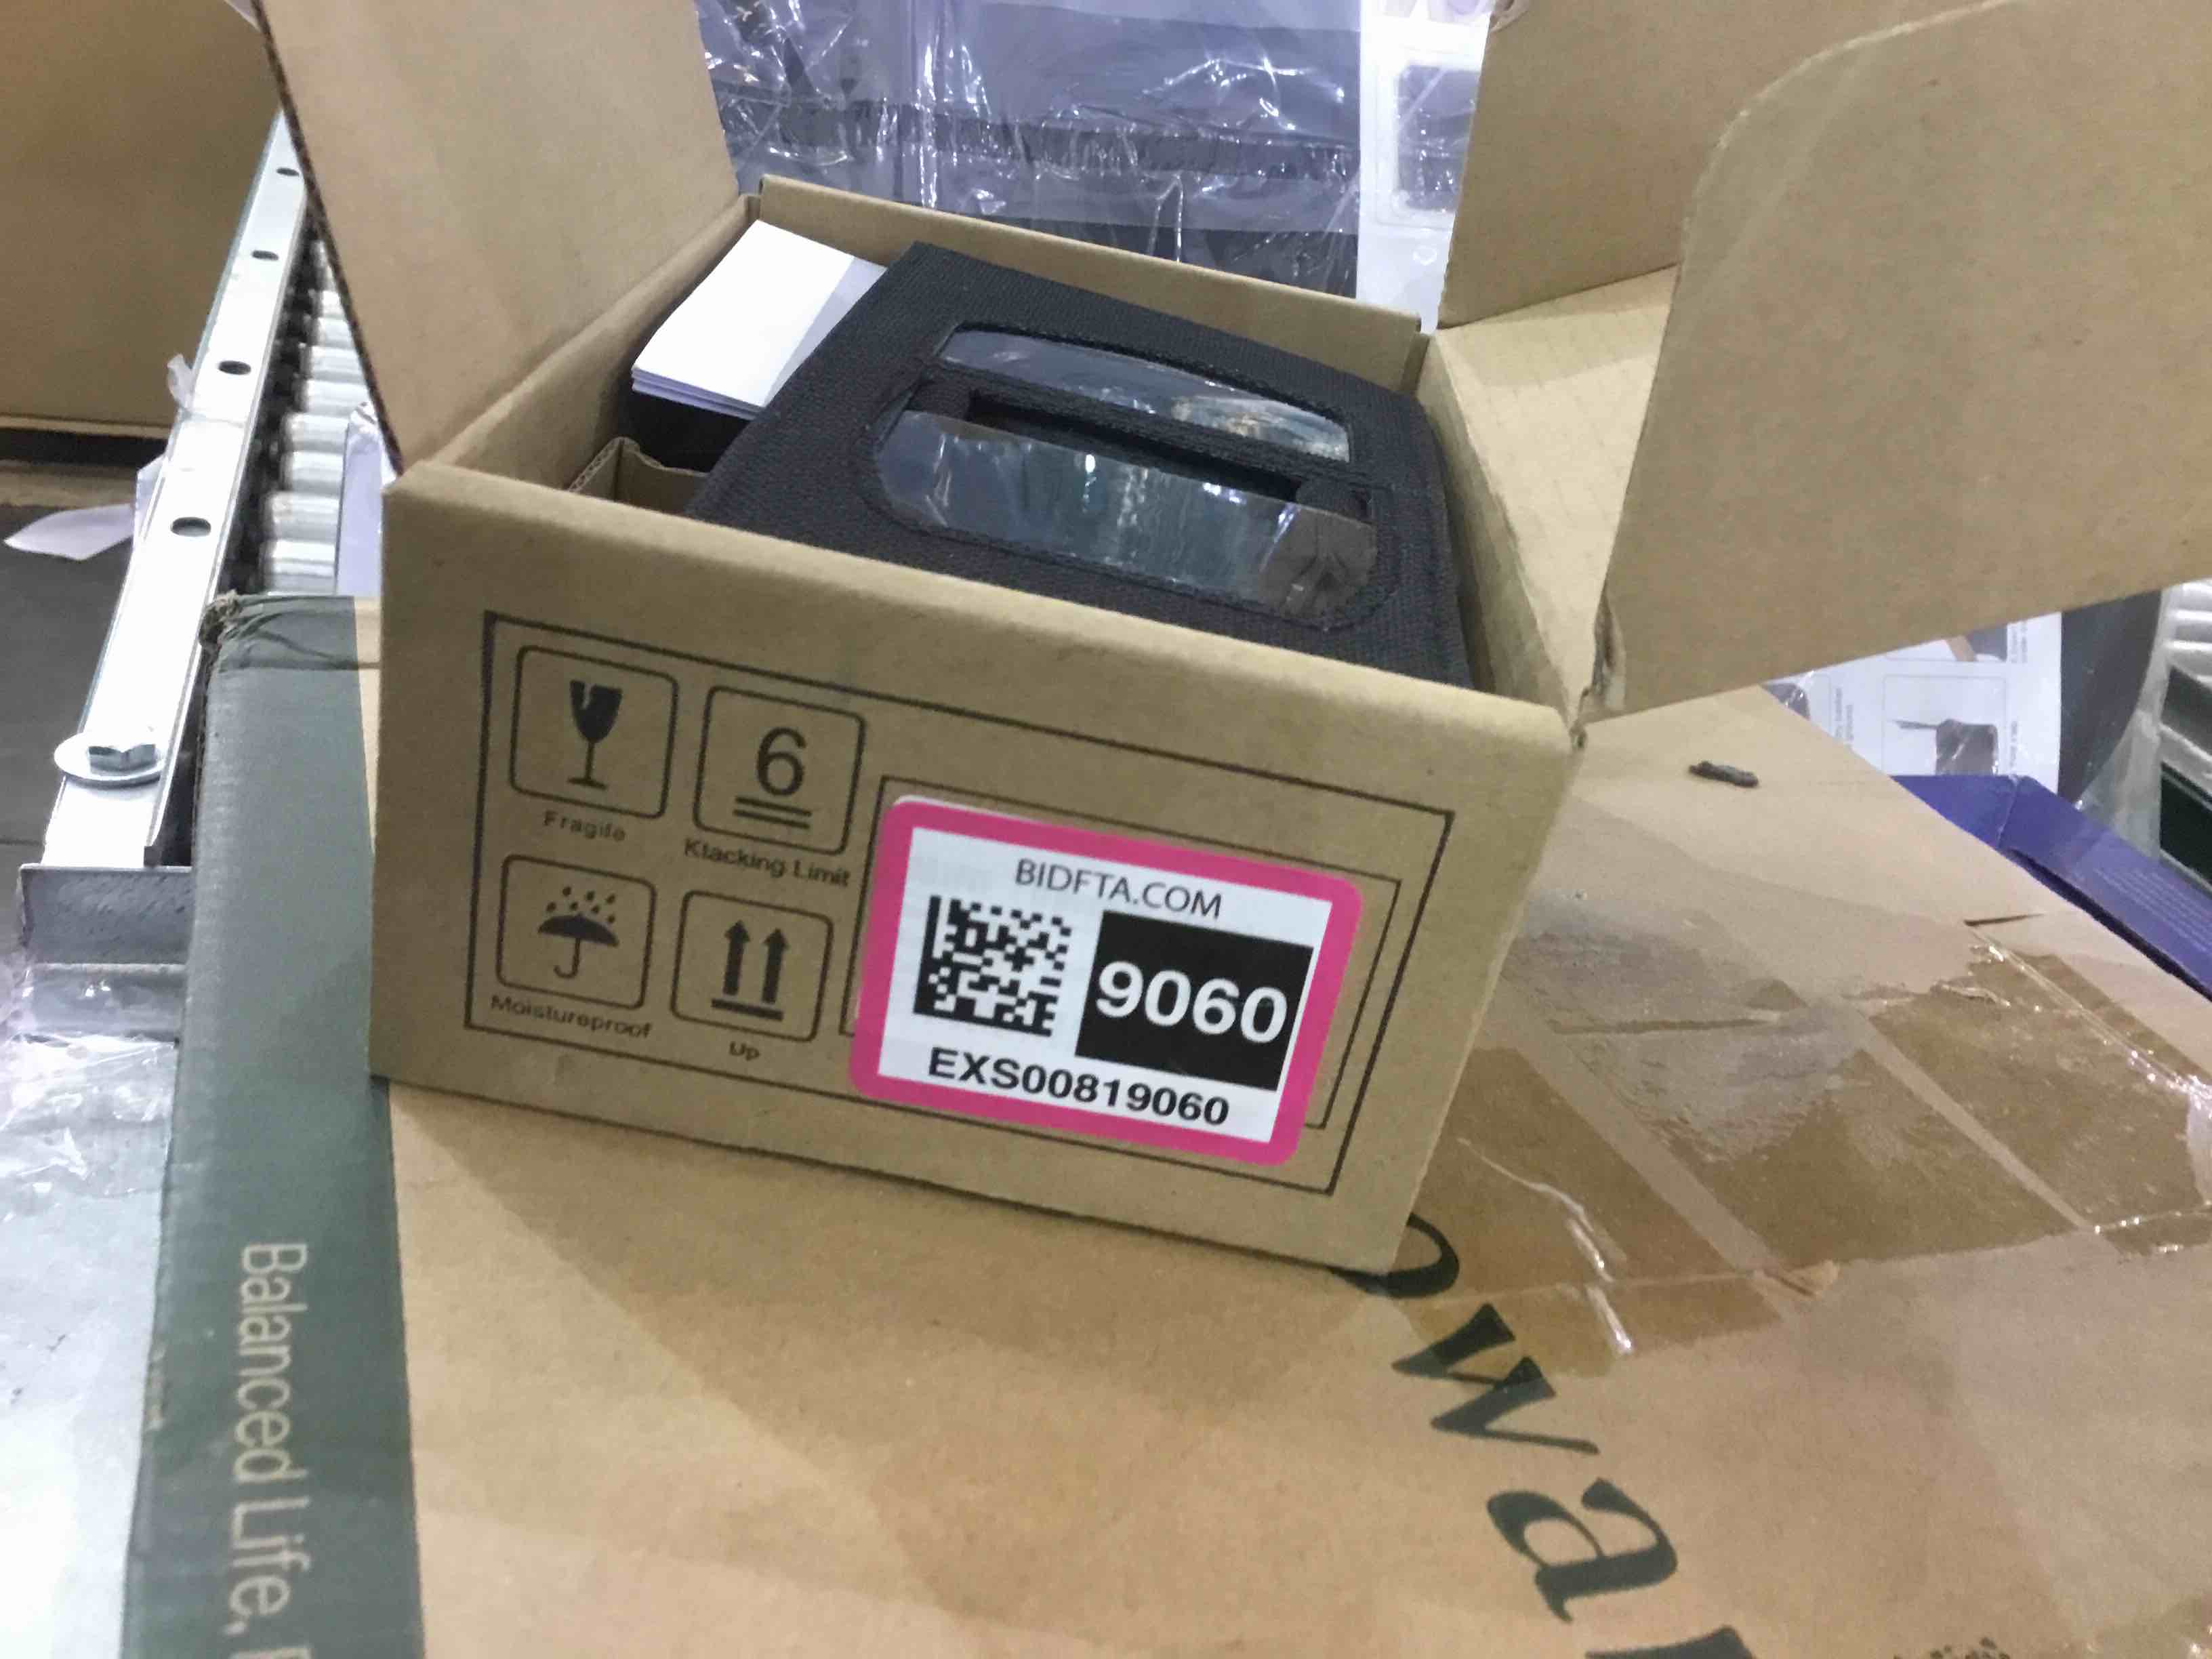 6
Fragile
Ktacking Limit
Moistureproof
Up
BIDFTA.COM
9060
EXS00819060
Balanced Life,
owa